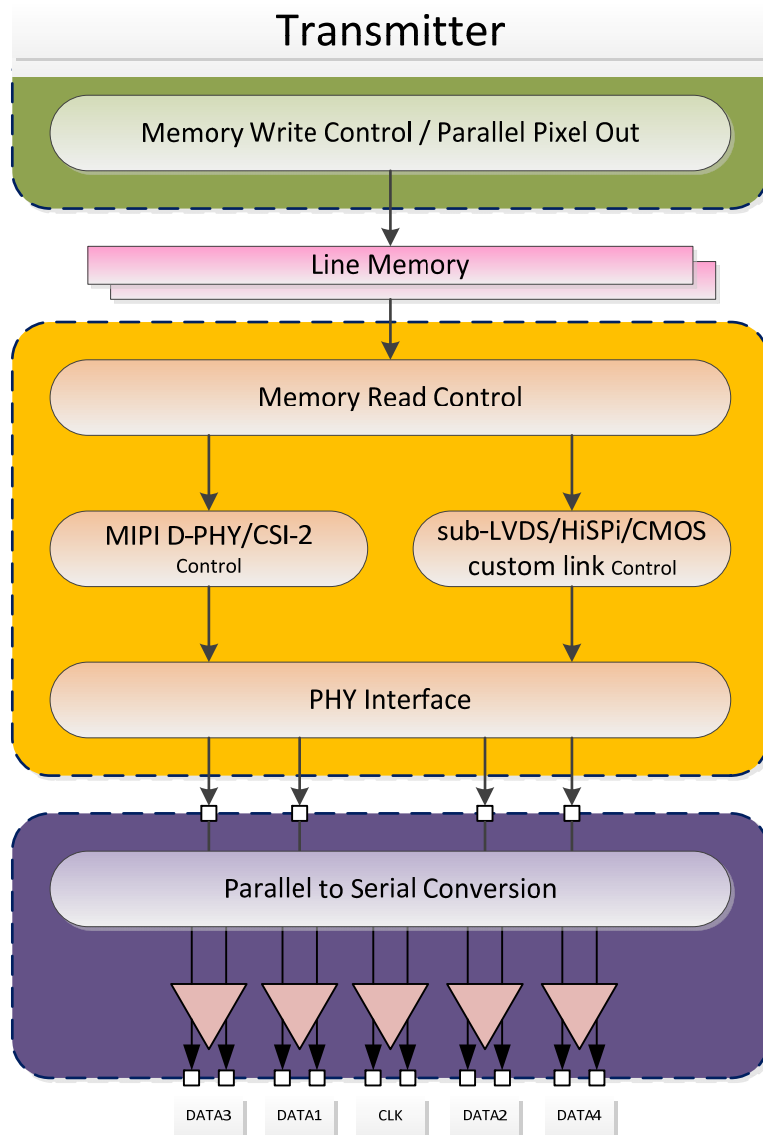 Transmitter
Memory Write Control / Parallel Pixel Out
Line Memory
Memory Read Control
MIPI D-PHY/CSI-2
Control
sub-LVDS/HiSPi/CMOS
custom link Control
PHY Interface
Parallel to Serial Conversion
DATA3
DATA1
CLK
DATA2
DATA4